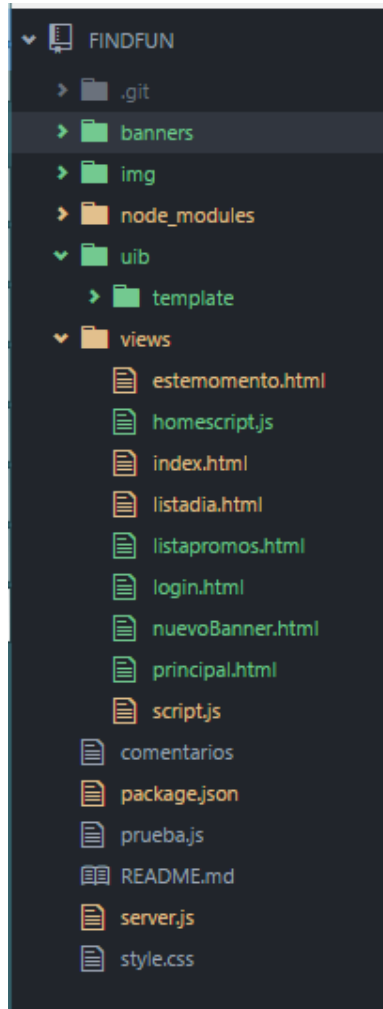 FINDFUN
.git
banners
img
node_modules
uib
template
views
estemomento.html
homescript.js
index.html
listadia.html
listapromos.html
login.html
nuevoBanner.html
principal.html
script.js
comentarios
package.json
prueba.js
README.md
server.js
style.css